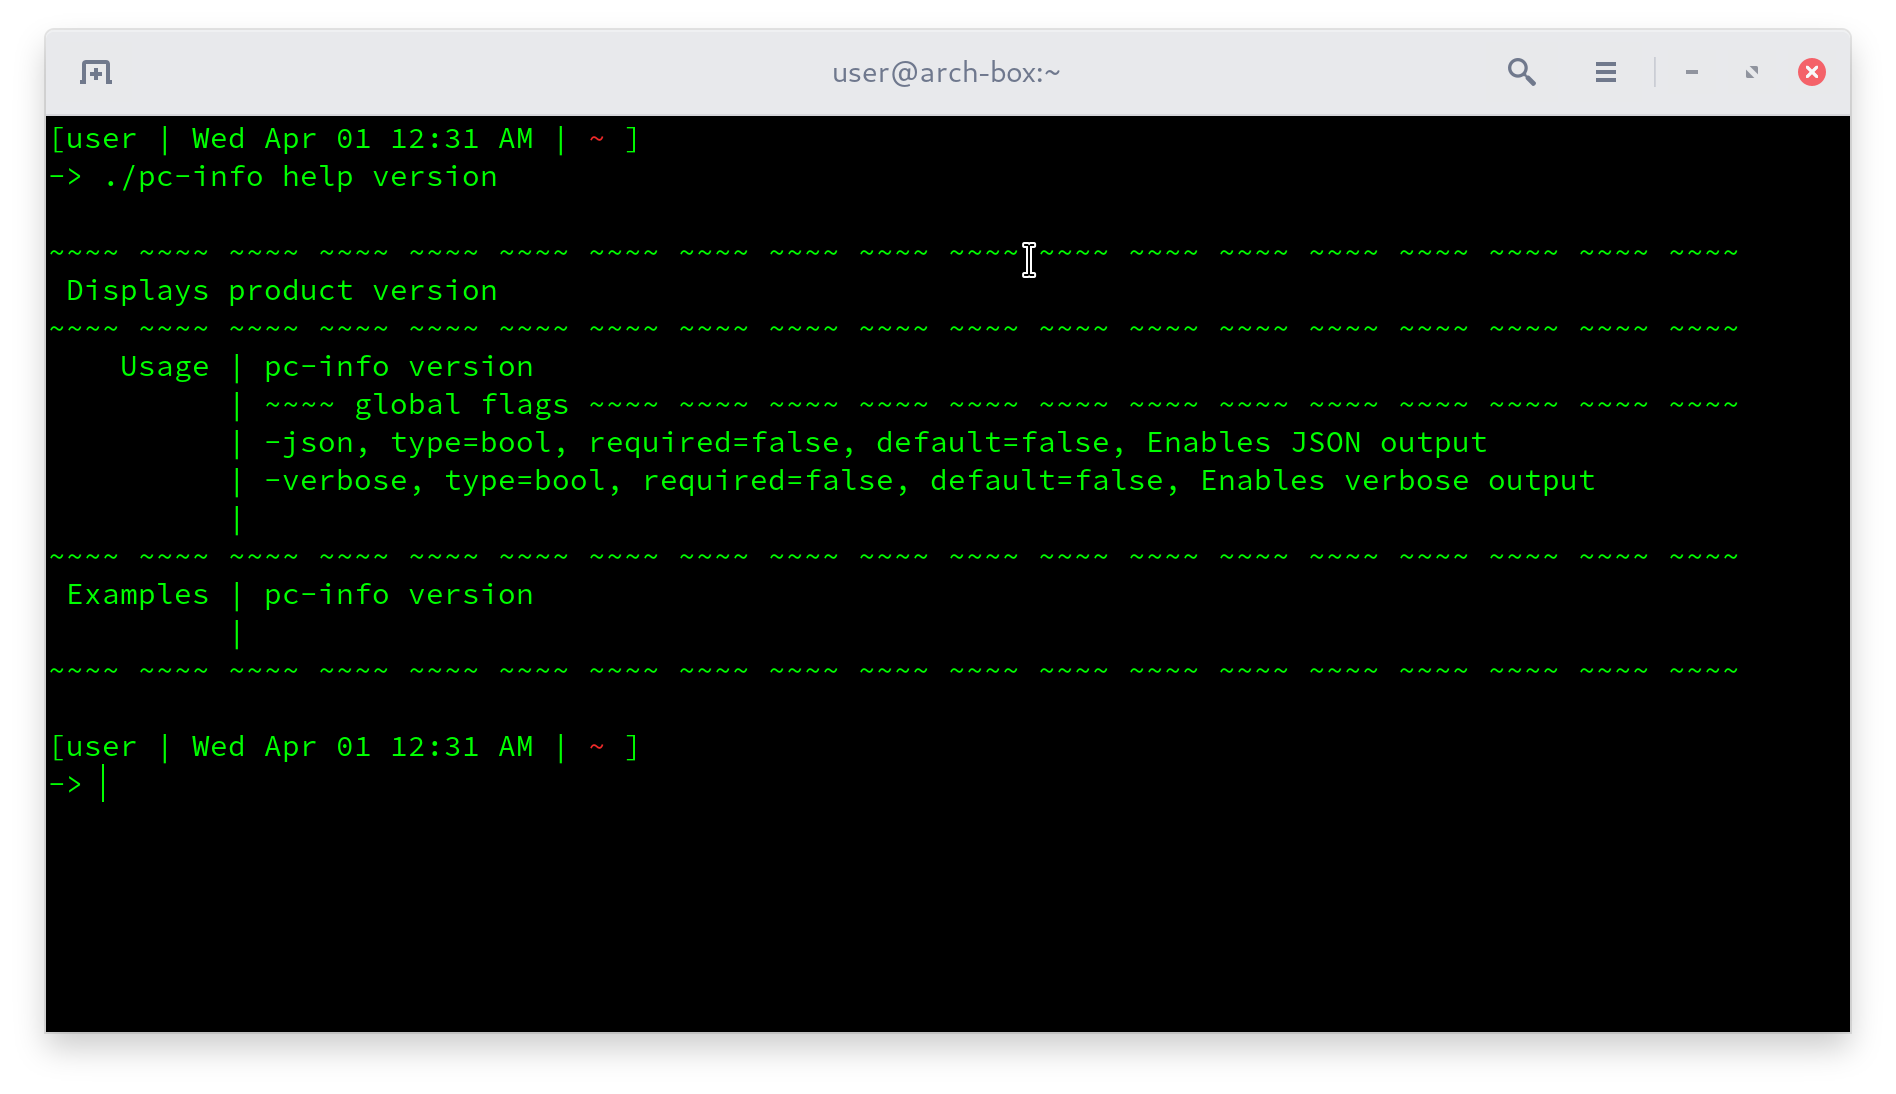 user@arch-box:~
[user | Wed Apr 01 12:31 AM | ~ ]
-> ./pc-info help version
~~~~ ~~~~ ~~~~ ~~~~ ~~~~ ~~~~ ~~~~ ~~~~ ~~~~ ~~~~ ~~~~ ~~~~ ~~~~ ~~~~ ~~~~ ~~~~ ~~~~ ~~~~ ~~~~
 Displays product version
~~~~ ~~~~ ~~~~ ~~~~ ~~~~ ~~~~ ~~~~ ~~~~ ~~~~ ~~~~ ~~~~ ~~~~ ~~~~ ~~~~ ~~~~ ~~~~ ~~~~ ~~~~ ~~~~
    Usage | pc-info version
          | ~~~~ global flags ~~~~ ~~~~ ~~~~ ~~~~ ~~~~ ~~~~ ~~~~ ~~~~ ~~~~ ~~~~ ~~~~ ~~~~ ~~~~
          | -json, type=bool, required=false, default=false, Enables JSON output
          | -verbose, type=bool, required=false, default=false, Enables verbose output
          |
~~~~ ~~~~ ~~~~ ~~~~ ~~~~ ~~~~ ~~~~ ~~~~ ~~~~ ~~~~ ~~~~ ~~~~ ~~~~ ~~~~ ~~~~ ~~~~ ~~~~ ~~~~ ~~~~
 Examples | pc-info version
          |
~~~~ ~~~~ ~~~~ ~~~~ ~~~~ ~~~~ ~~~~ ~~~~ ~~~~ ~~~~ ~~~~ ~~~~ ~~~~ ~~~~ ~~~~ ~~~~ ~~~~ ~~~~ ~~~~
[user | Wed Apr 01 12:31 AM | ~ ]
->